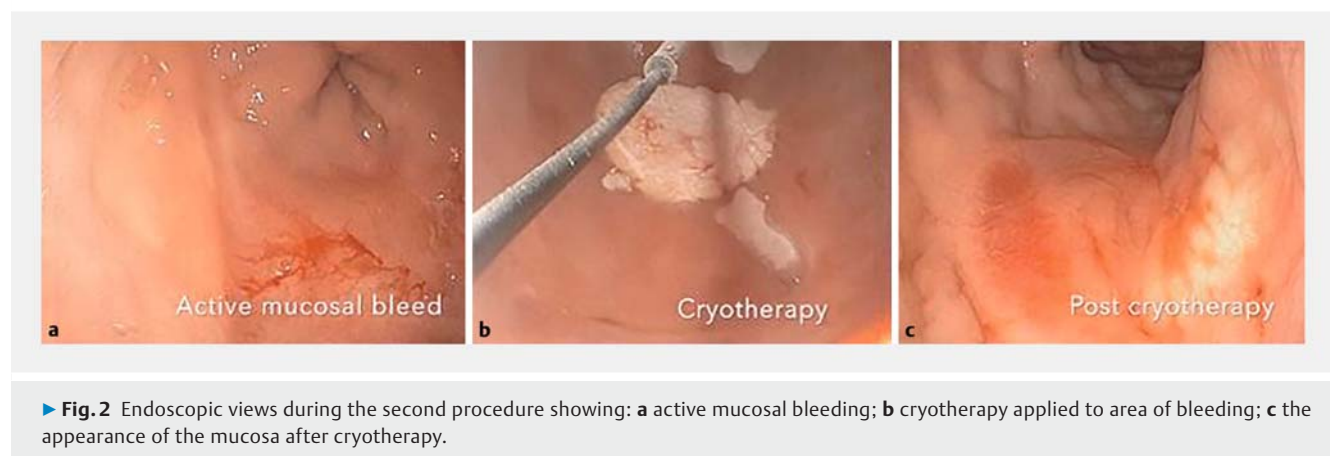 Active mucosal bleed
a
Cryotherapy
b
Post cryotherapy
c
▶ Fig. 2 Endoscopic views during the second procedure showing: a active mucosal bleeding; b cryotherapy applied to area of bleeding; c the
appearance of the mucosa after cryotherapy.